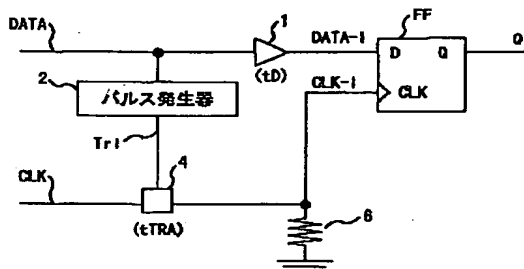 DATA
1
FF
DATA-1
D
Q
Q
(tD)
CLK-1
CLK
2
パルス発生器
Tr1
CLK
4
(tTRA)
6